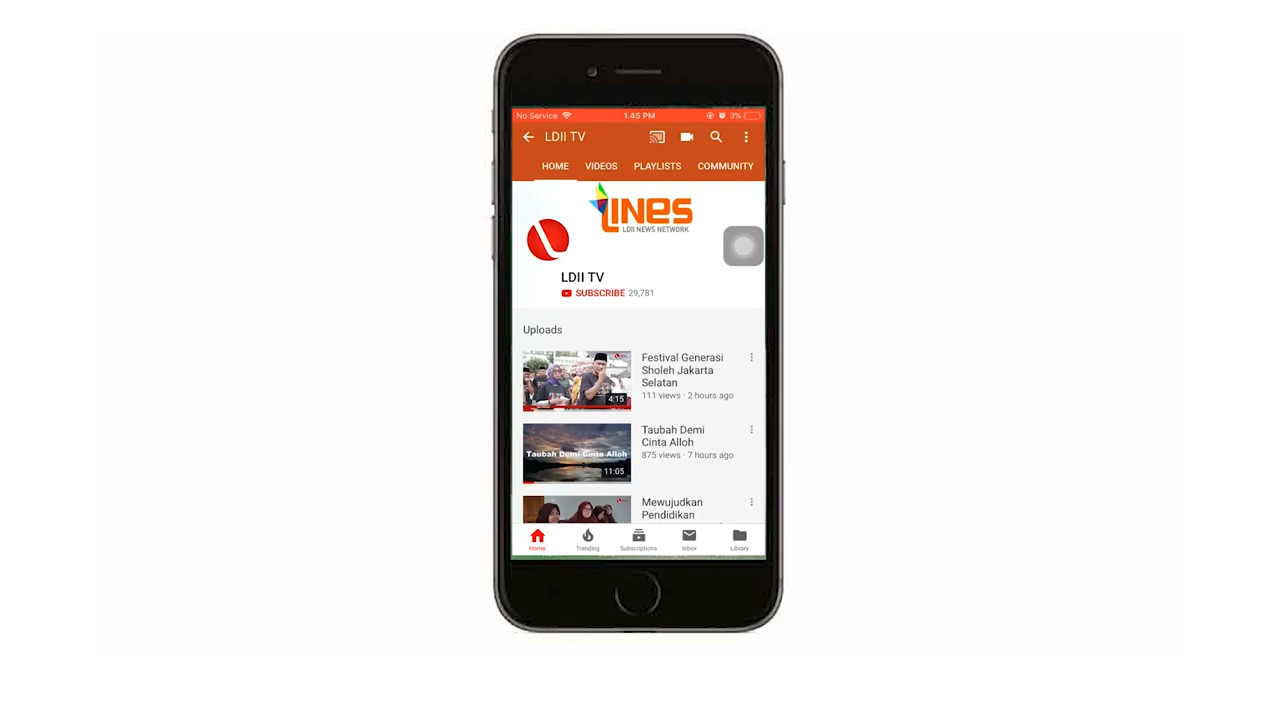 No Service 1.45 PM 3%
LDII TV
HOME VIDEOS PLAYLISTS COMMUNITY
LINES
LDII NEWS NETWORK
LDII TV
SUBSCRIBE 29,781
Uploads
Festival Generasi
Sholeh Jakarta
Selatan
111 views · 2 hours ago
4:15
Taubah Demi
Cinta Alloh
875 views · 7 hours ago
Taubah Demi Cinta Alloh
11:05
Mewujudkan
Pendidikan
Home Trending Subscriptions Inbox Library